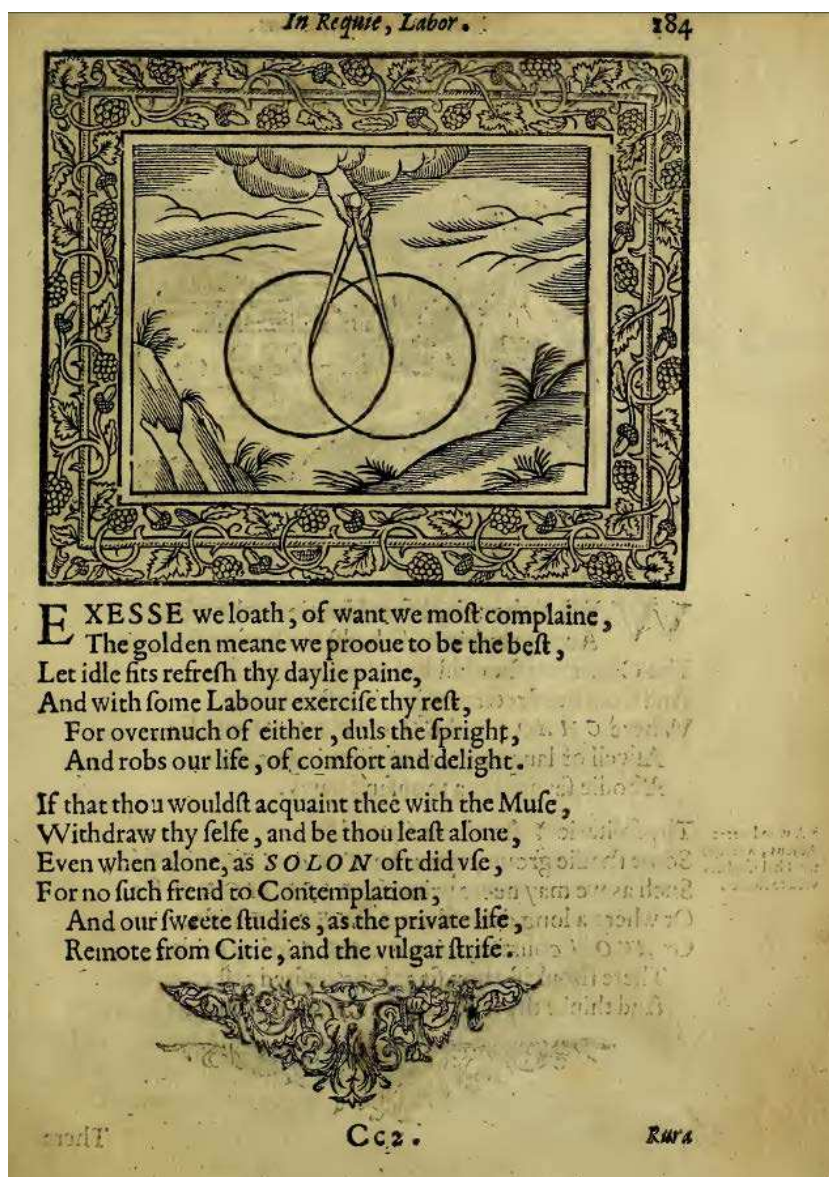 In Requie, Labor.
184
EXESSE we loath, of want we moſt complaine,
The golden meane we prooue to be the beſt,
Let idle fits refreſh thy daylie paine,
And with ſome Labour exerciſe thy reſt,
For overmuch of either, duls the ſpright,
And robs our life, of comfort and delight.
If that thou wouldſt acquaint thee with the Muſe,
Withdraw thy ſelfe, and be thou leaſt alone,
Even when alone, as SOLON oft did vſe,
For no ſuch frend to Contemplation,
And our ſweete ſtudies, as the private life,
Remote from Citie, and the vulgar ſtrife.
Cc2.
Rura